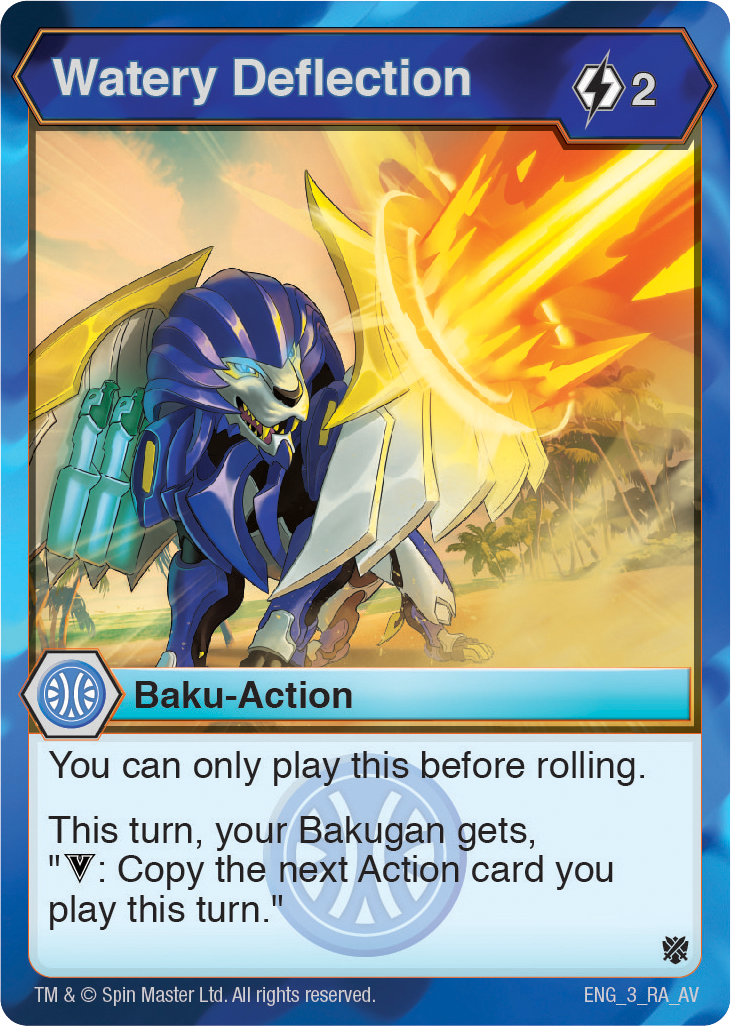 Watery Deflection
2
Baku-Action
You can only play this before rolling.
This turn, your Bakugan gets,
": Copy the next Action card you
play this turn."
TM & © Spin Master Ltd. All rights reserved.
ENG_3_RA_AV